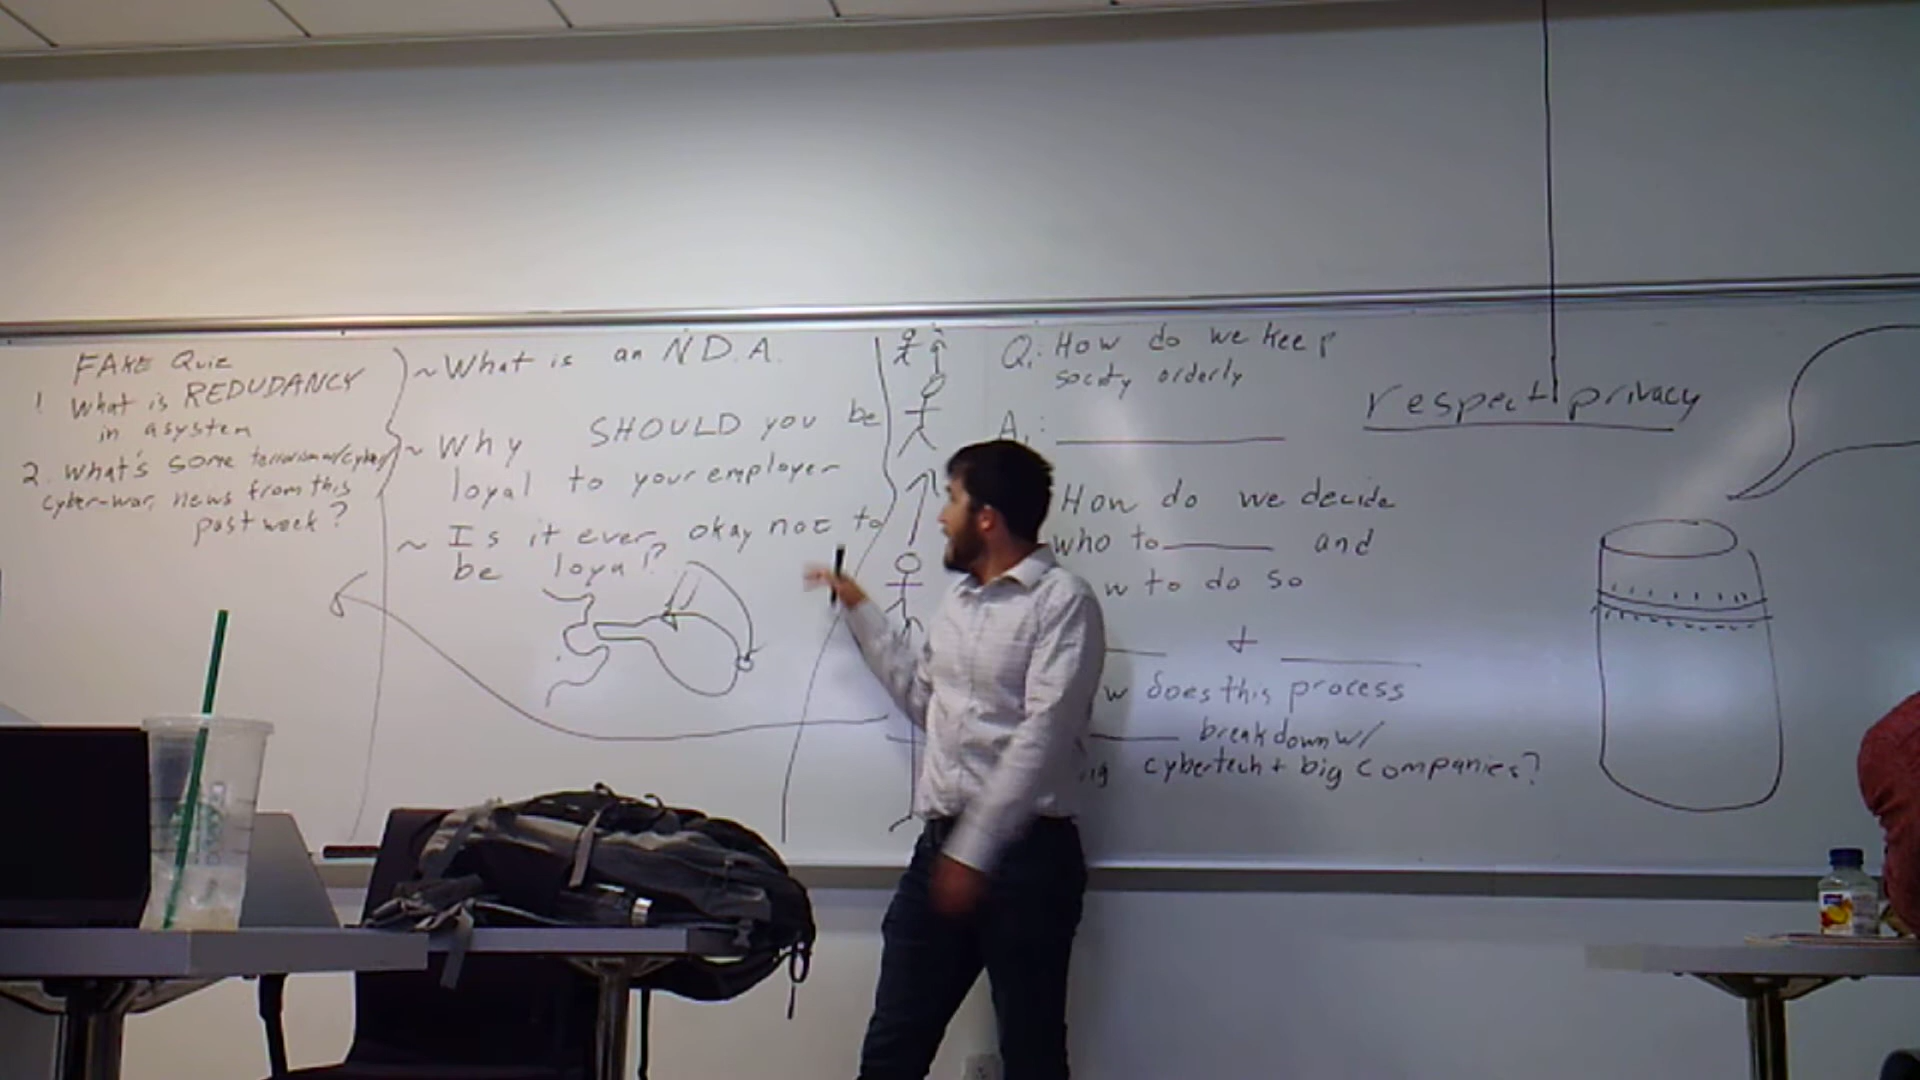 FAKE Quiz
1 What is REDUDANCY
in a system
2. What's some terrorism/cyber
cyber-war, news from this
past week?
~What is an N.D.A.
~Why SHOULD you be
loyal to your employer
~ Is it ever okay not to
be loyal?
Q: How do we keep
society orderly
A:
How do we decide
who to and
w to do so
+
w does this process
breakdown w/
cybertech + big companies?
respect privacy